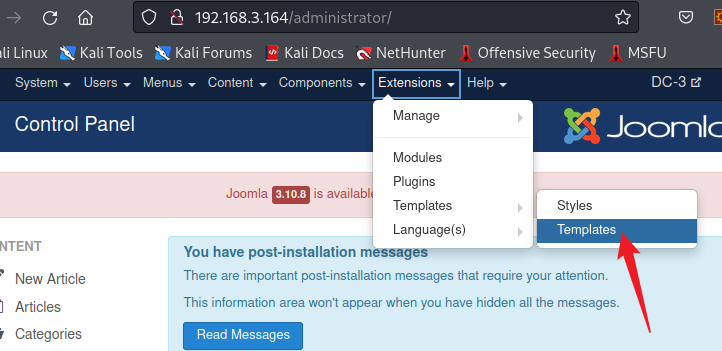 192.168.3.164/administrator/
ali Linux Kali Tools Kali Forums Kali Docs NetHunter Offensive Security MSFU
System Users Menus Content Components Extensions Help DC-3
Control Panel
Manage
Joomla
Modules
Plugins
Joomla 3.10.8 is available
Templates
Styles
Language(s)
Templates
NTENT
You have post-installation messages
New Article
There are important post-installation messages that require your attention.
Articles
This information area won't appear when you have hidden all the messages.
Categories
Read Messages